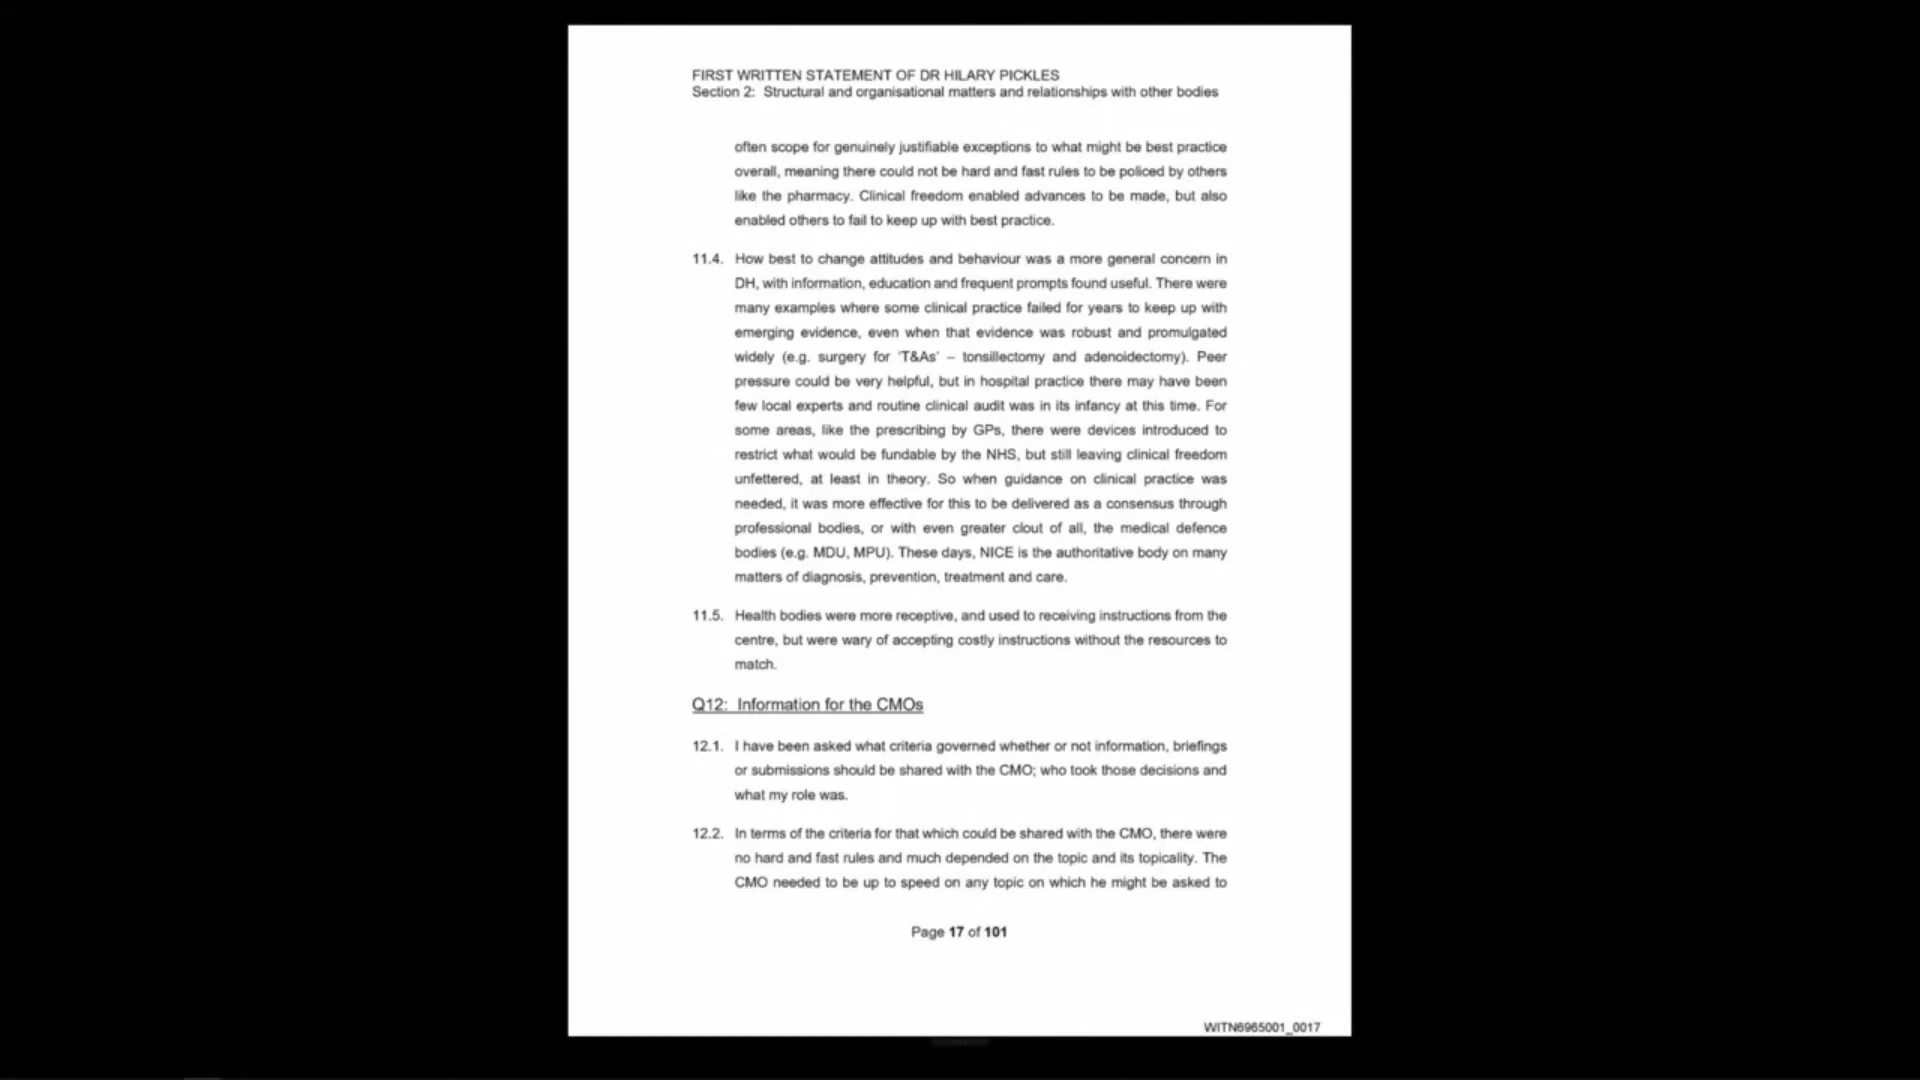 FIRST WRITTEN STATEMENT OF DR HILARY PICKLES
Section 2: Structural and organisational matters and relationships with other bodies
often scope for genuinely justifiable exceptions to what might be best practice
overall, meaning there could not be hard and fast rules to be policed by others
like the pharmacy. Clinical freedom enabled advances to be made, but also
enabled others to fail to keep up with best practice.
11.4. How best to change attitudes and behaviour was a more general concern in
DH, with information, education and frequent prompts found useful. There were
many examples where some clinical practice failed for years to keep up with
emerging evidence, even when that evidence was robust and promulgated
widely (e.g. surgery for 'T&As' – tonsillectomy and adenoidectomy). Peer
pressure could be very helpful, but in hospital practice there may have been
few local experts and routine clinical audit was in its infancy at this time. For
some areas, like the prescribing by GPs, there were devices introduced to
restrict what would be fundable by the NHS, but still leaving clinical freedom
unfettered, at least in theory. So when guidance on clinical practice was
needed, it was more effective for this to be delivered as a consensus through
professional bodies, or with even greater clout of all, the medical defence
bodies (e.g. MDU, MPU). These days, NICE is the authoritative body on many
matters of diagnosis, prevention, treatment and care.
11.5. Health bodies were more receptive, and used to receiving instructions from the
centre, but were wary of accepting costly instructions without the resources to
match.
Q12: Information for the CMOs
12.1. I have been asked what criteria governed whether or not information, briefings
or submissions should be shared with the CMO; who took those decisions and
what my role was.
12.2. In terms of the criteria for that which could be shared with the CMO, there were
no hard and fast rules and much depended on the topic and its topicality. The
CMO needed to be up to speed on any topic on which he might be asked to
Page 17 of 101
WITN6965001_0017